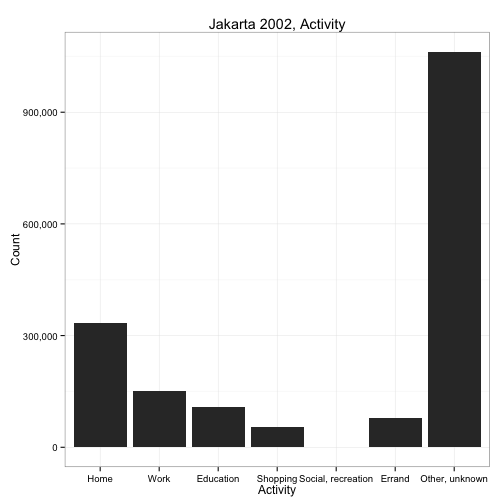 Jakarta 2002, Activity
Count
900,000
600,000
300,000
0
Home Work Education Shopping Social, recreation Errand Other, unknown
Activity